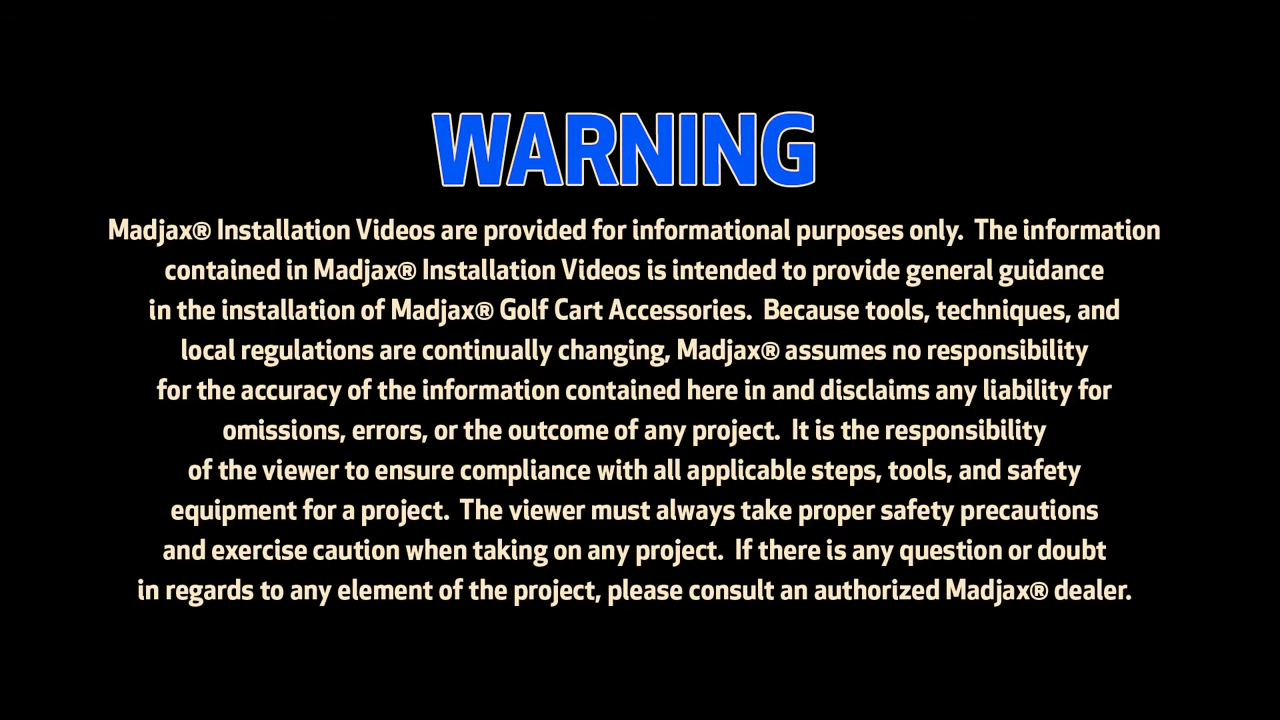 WARNING
Madjax® Installation Videos are provided for informational purposes only.  The information
contained in Madjax® Installation Videos is intended to provide general guidance
in the installation of Madjax® Golf Cart Accessories.  Because tools, techniques, and
local regulations are continually changing, Madjax® assumes no responsibility
for the accuracy of the information contained here in and disclaims any liability for
omissions, errors, or the outcome of any project.  It is the responsibility
of the viewer to ensure compliance with all applicable steps, tools, and safety
equipment for a project.  The viewer must always take proper safety precautions
and exercise caution when taking on any project.  If there is any question or doubt
in regards to any element of the project, please consult an authorized Madjax® dealer.